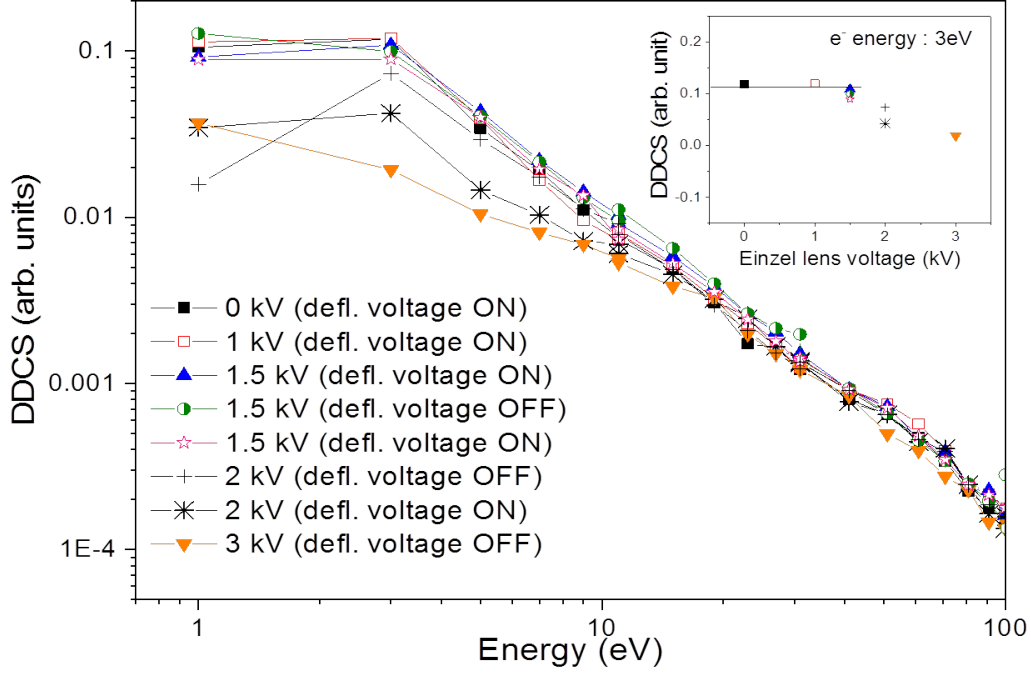 DDCS (arb. units)
0.1
0.01
0.001
1E-4
1
10
100
Energy (eV)
0 kV (defl. voltage ON)
1 kV (defl. voltage ON)
1.5 kV (defl. voltage ON)
1.5 kV (defl. voltage OFF)
1.5 kV (defl. voltage ON)
2 kV (defl. voltage OFF)
2 kV (defl. voltage ON)
3 kV (defl. voltage OFF)
e⁻ energy : 3eV
DDCS (arb. unit)
0.2
0.1
0.0
-0.1
0
1
2
3
Einzel lens voltage (kV)